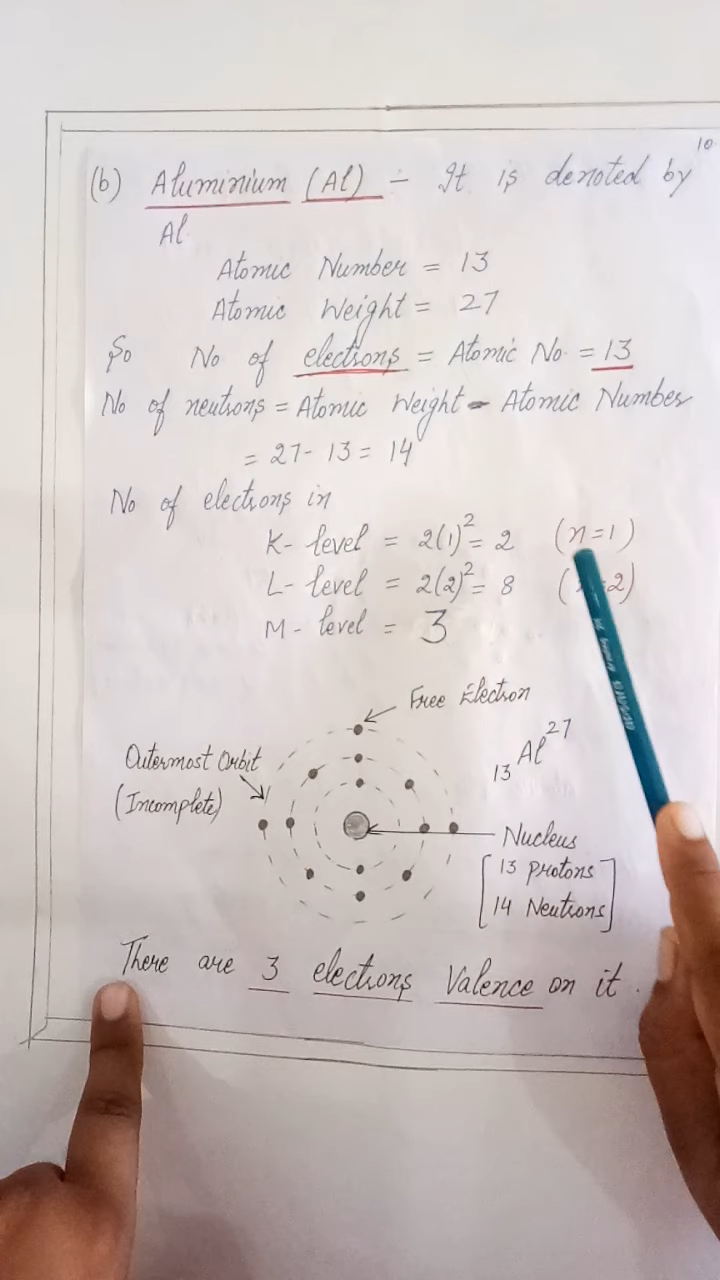 10
(b) Aluminium (Al) :- It is denoted by
Al.
Atomic Number = 13
Atomic Weight = 27
So No of electrons = Atomic No. = 13
No of neutrons = Atomic Weight - Atomic Number
= 27 - 13 = 14
No of electrons in
K- level = 2(1)² = 2 (n=1)
L- level = 2(2)² = 8 ( =2)
M- level = 3
Free Electron
Outermost Orbit
(Incomplete)
₁₃Al²⁷
Nucleus
[13 Protons
14 Neutrons]
There are 3 electrons Valence on it.